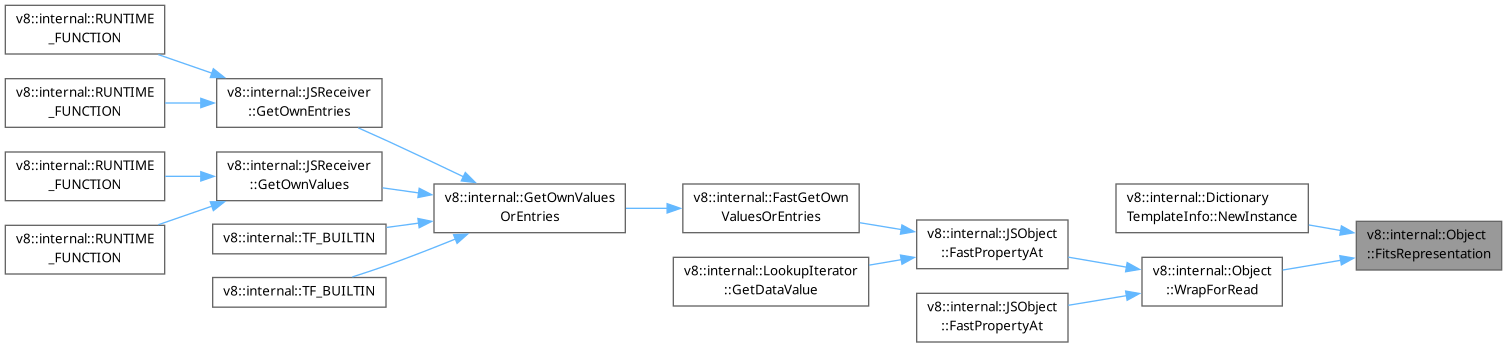 v8::internal::RUNTIME
_FUNCTION
v8::internal::RUNTIME
_FUNCTION
v8::internal::RUNTIME
_FUNCTION
v8::internal::RUNTIME
_FUNCTION
v8::internal::JSReceiver
::GetOwnEntries
v8::internal::JSReceiver
::GetOwnValues
v8::internal::TF_BUILTIN
v8::internal::TF_BUILTIN
v8::internal::GetOwnValues
OrEntries
v8::internal::FastGetOwn
ValuesOrEntries
v8::internal::LookupIterator
::GetDataValue
v8::internal::JSObject
::FastPropertyAt
v8::internal::JSObject
::FastPropertyAt
v8::internal::Dictionary
TemplateInfo::NewInstance
v8::internal::Object
::WrapForRead
v8::internal::Object
::FitsRepresentation